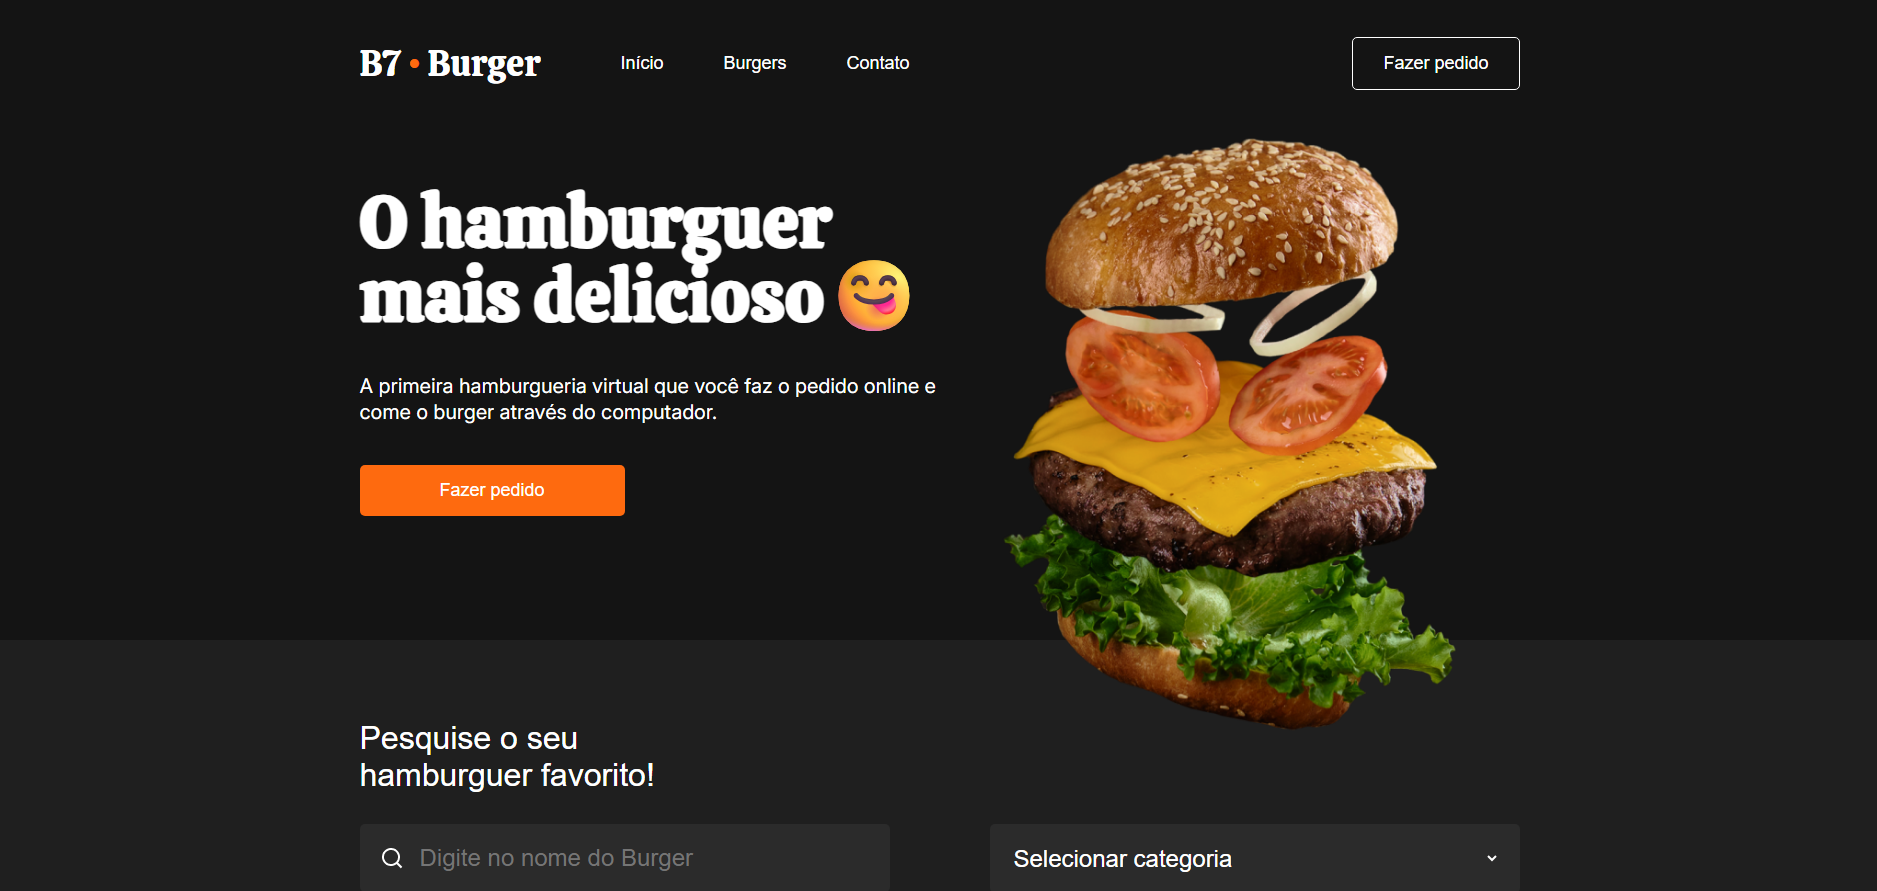 B7 • Burger
Início
Burgers
Contato
Fazer pedido
O hamburguer
mais delicioso 😋
A primeira hamburgueria virtual que você faz o pedido online e
come o burger através do computador.
Fazer pedido
Pesquise o seu
hamburguer favorito!
Digite no nome do Burger
Selecionar categoria